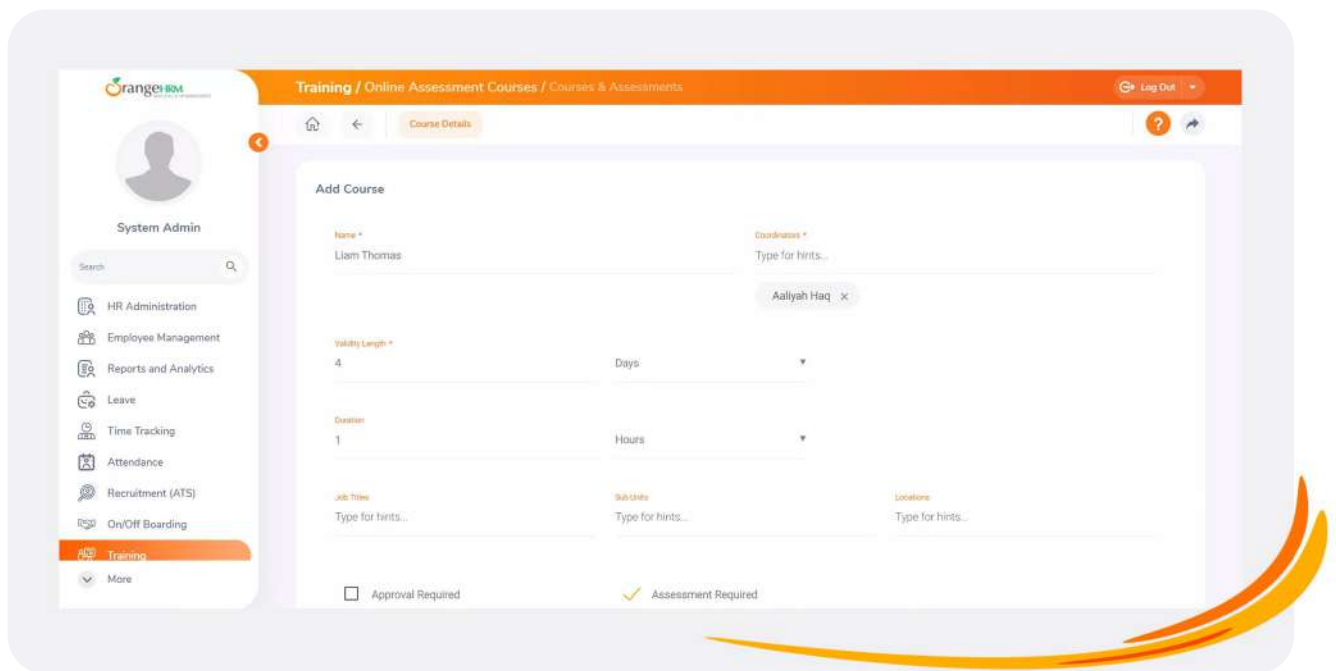 OrangeHRM
Training / Online Assessment Courses / Courses & Assessments
Log Out
Course Details
?
System Admin
Search
HR Administration
Employee Management
Reports and Analytics
Leave
Time Tracking
Attendance
Recruitment (ATS)
On/Off Boarding
Training
More
Add Course
Name *
Coordinators *
Liam Thomas
Type for hints...
Aaliyah Haq ×
Validity Length *
4
Days
Duration
1
Hours
Job Titles
Sub Units
Locations
Type for hints...
Type for hints...
Type for hints...
Approval Required
Assessment Required